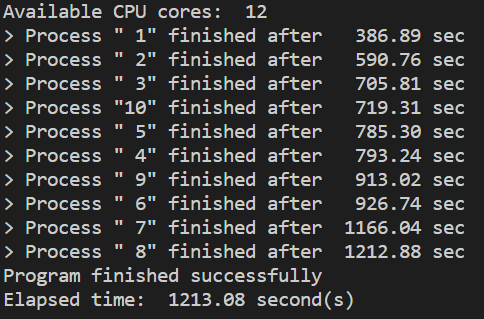 Available CPU cores:  12
> Process " 1" finished after   386.89 sec
> Process " 2" finished after   590.76 sec
> Process " 3" finished after   705.81 sec
> Process "10" finished after   719.31 sec
> Process " 5" finished after   785.30 sec
> Process " 4" finished after   793.24 sec
> Process " 9" finished after   913.02 sec
> Process " 6" finished after   926.74 sec
> Process " 7" finished after  1166.04 sec
> Process " 8" finished after  1212.88 sec
Program finished successfully
Elapsed time:  1213.08 second(s)